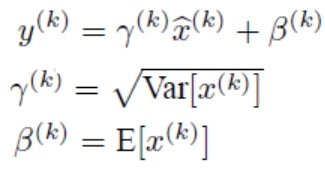 y^{(k)} = γ^{(k)}x̂^{(k)} + β^{(k)}
γ^{(k)} = √(Var[x^{(k)}])
β^{(k)} = E[x^{(k)}]